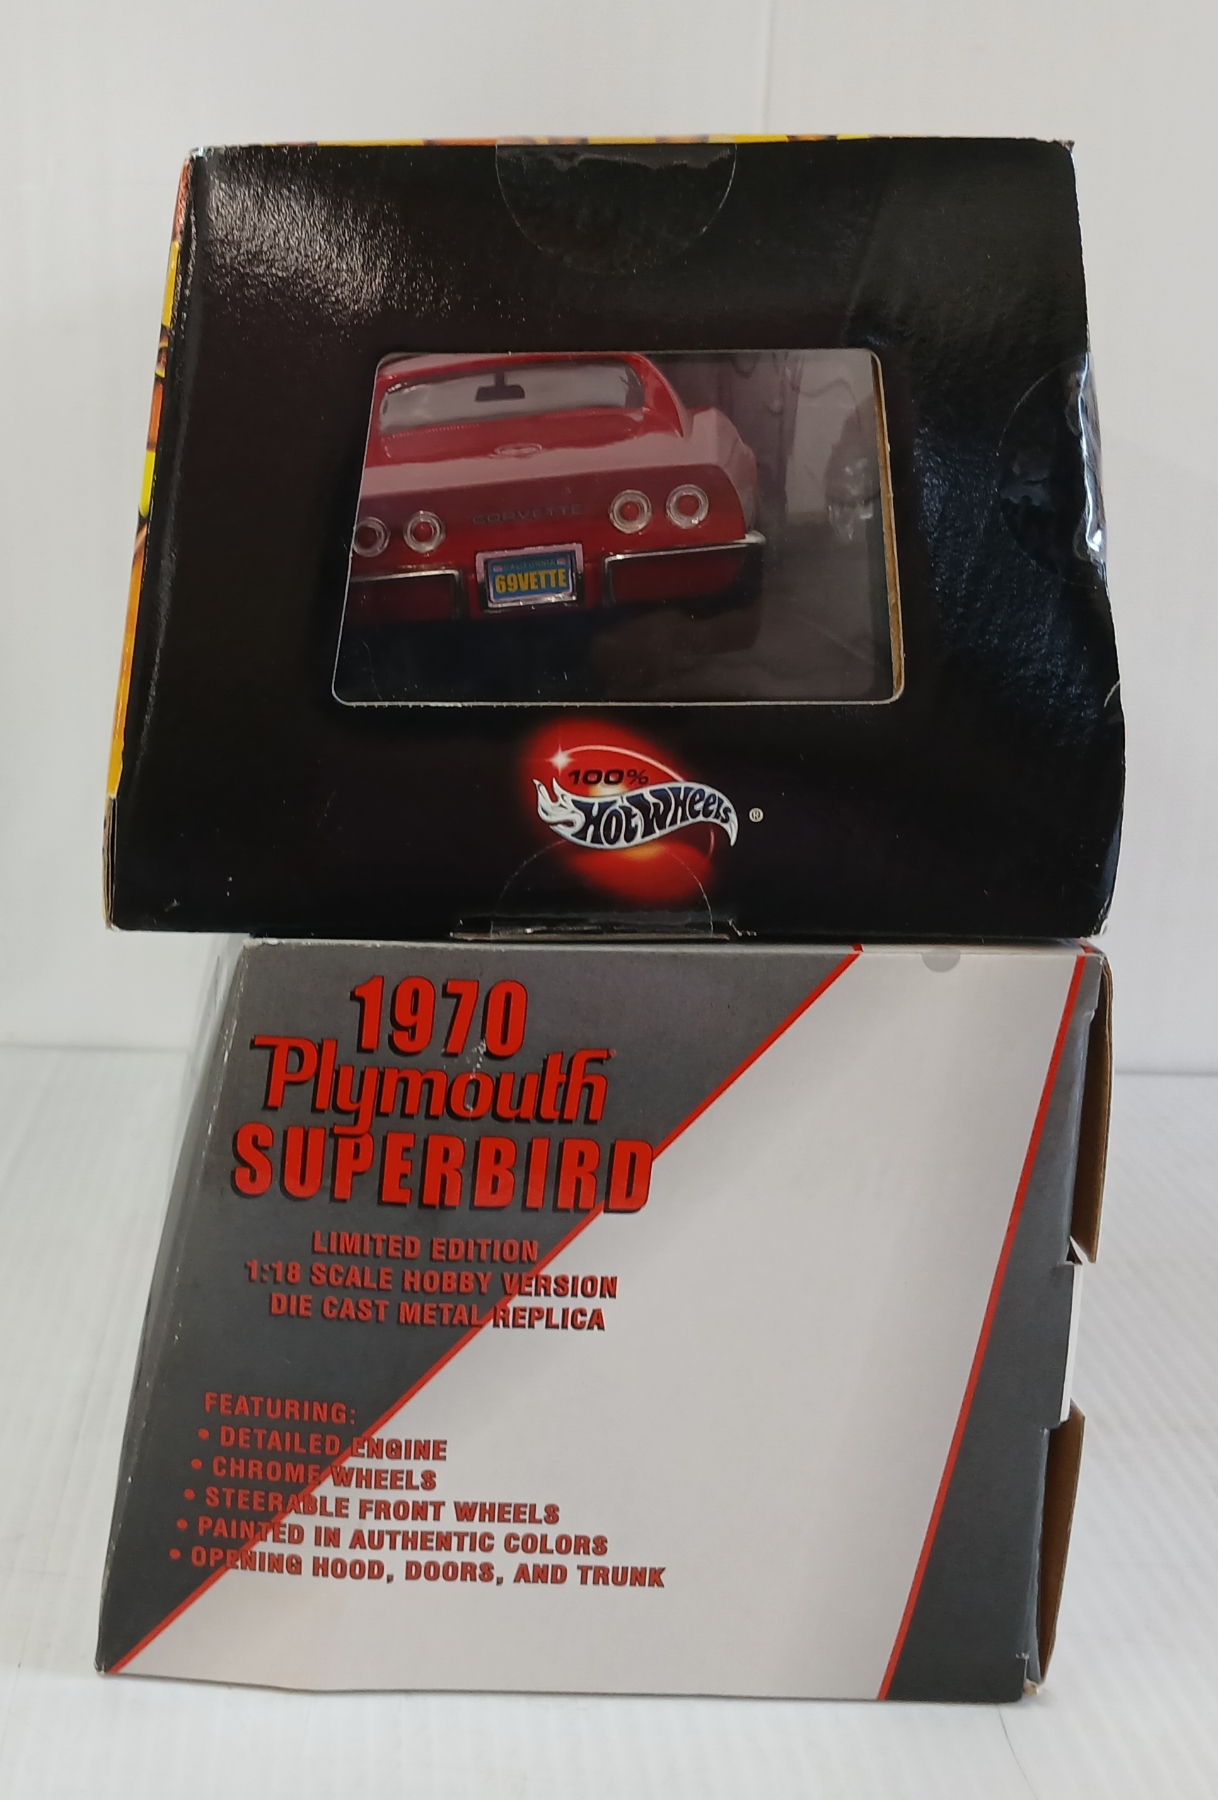 CORVETTE
CALIFORNIA
69VETTE
100%
HOT WHEELS ®
1970
Plymouth
SUPERBIRD
LIMITED EDITION
1:18 SCALE HOBBY VERSION
DIE CAST METAL REPLICA
FEATURING:
• DETAILED ENGINE
• CHROME WHEELS
• STEERABLE FRONT WHEELS
• PAINTED IN AUTHENTIC COLORS
• OPENING HOOD, DOORS, AND TRUNK